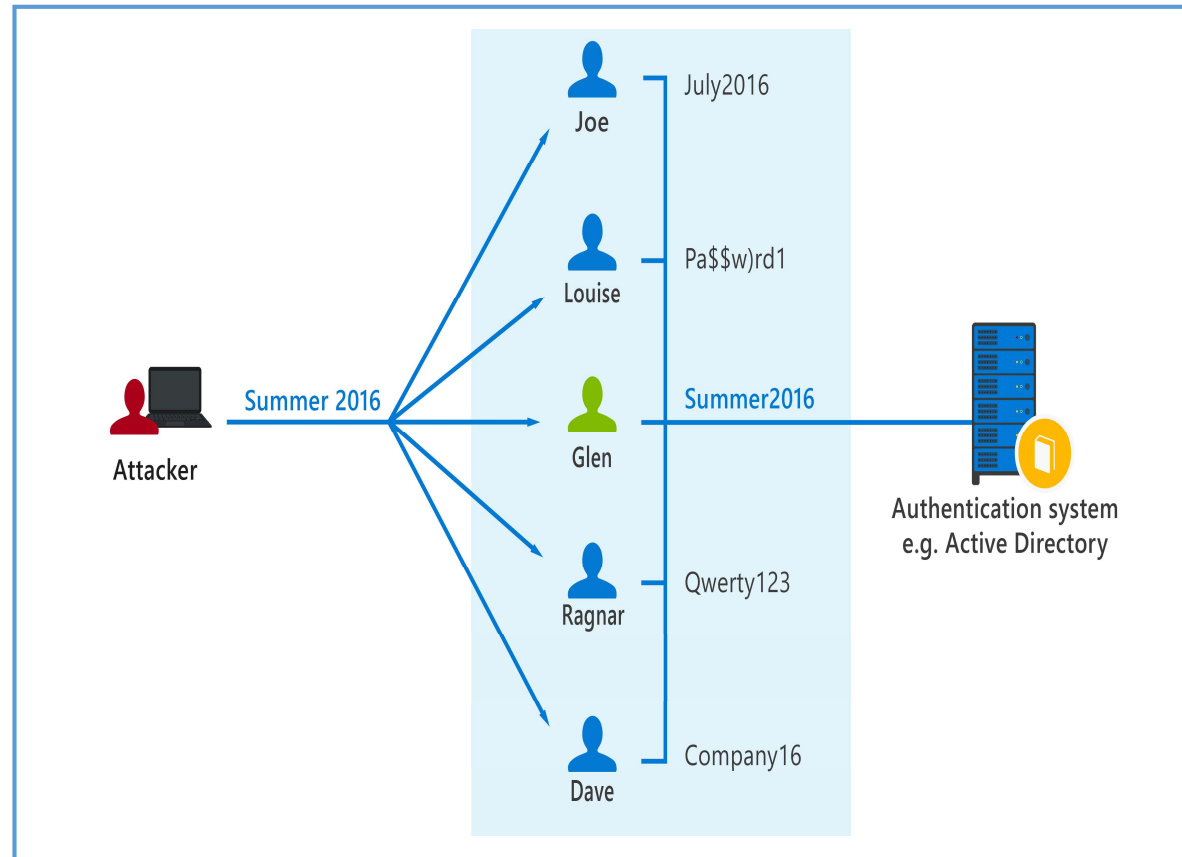 July2016
Joe
Pa$$w)rd1
Louise
Summer 2016
Summer2016
Attacker
Glen
Authentication system
e.g. Active Directory
Qwerty123
Ragnar
Company16
Dave